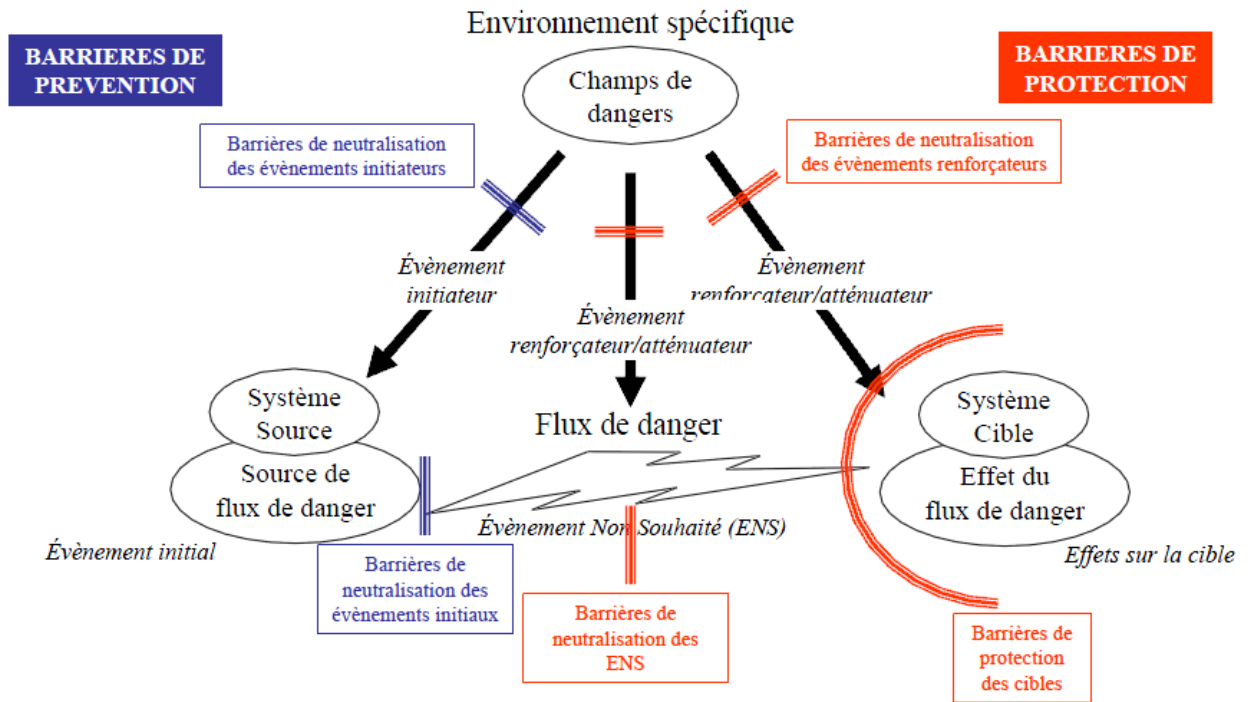 Environnement spécifique
BARRIERES DE
PREVENTION
BARRIERES DE
PROTECTION
Champs de
dangers
Barrières de neutralisation
des évènements initiateurs
Barrières de neutralisation
des évènements renforçateurs
Évènement
initiateur
Évènement
renforçateur/atténuateur
Évènement
renforçateur/atténuateur
Système
Source
Source de
flux de danger
Évènement initial
Flux de danger
Évènement Non Souhaité (ENS)
Système
Cible
Effet du
flux de danger
Effets sur la cible
Barrières de
neutralisation des
évènements initiaux
Barrières de
neutralisation des
ENS
Barrières de
protection
des cibles